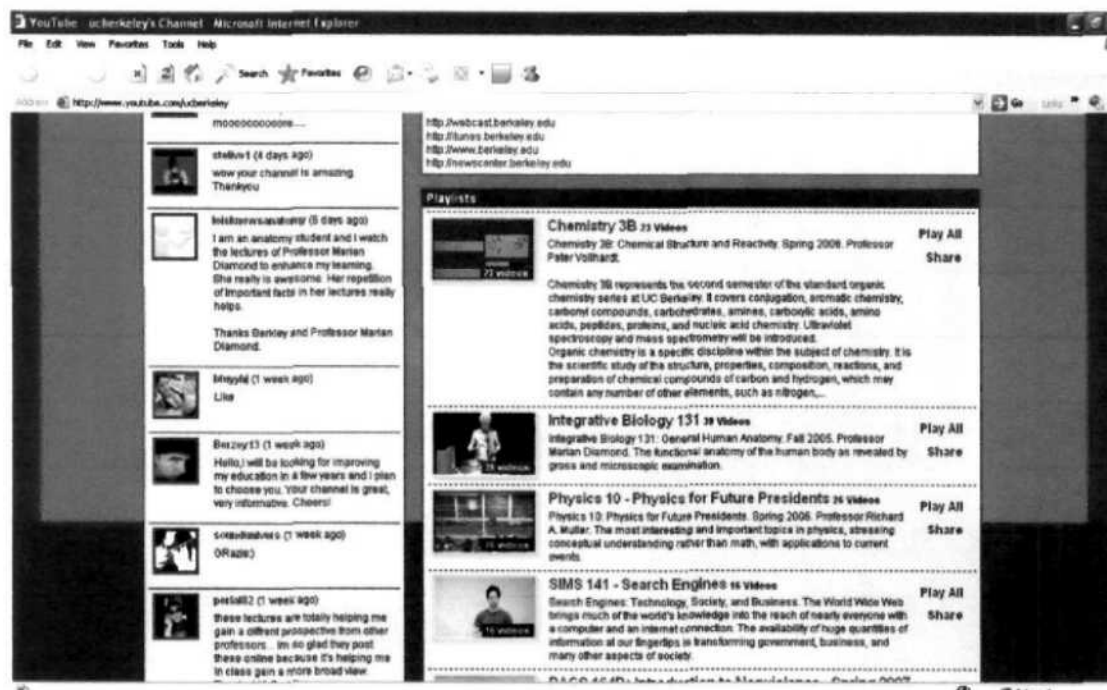 YouTube - ucberkeley's Channel - Microsoft Internet Explorer
File Edit View Favorites Tools Help
Search Favorites
Address http://www.youtube.com/ucberkeley Go Links
stellvv1 (4 days ago)
wow your channel is amazing.
Thankyou
(5 days ago)
I am an anatomy student and I watch
the lectures of Professor Marian
Diamond to enhance my learning.
She really is awesome. Her repetition
of important facts in her lectures really
helps.
Thanks Berkley and Professor Marian
Diamond.
(1 week ago)
Like
Berzey13 (1 week ago)
Hello,I will be looking for improving
my education in a few years and I plan
to choose you. Your channel is great,
very informative. Cheers!
(1 week ago)
GRazie:)
(1 week ago)
these lectures are totally helping me
gain a diffrent prospective from other
professors... im so glad they post
these online because it's helping me
in class gain a more broad view.
http://webcast.berkeley.edu
http://itunes.berkeley.edu
http://www.berkeley.edu
http://newscenter.berkeley.edu
Playlists
Chemistry 3B 23 Videos
Play All
Share
Chemistry 3B: Chemical Structure and Reactivity. Spring 2006. Professor
Peter Vollhardt.
Chemistry 3B represents the second semester of the standard organic
chemistry series at UC Berkeley. It covers conjugation, aromatic chemistry,
carbonyl compounds, carbohydrates, amines, carboxylic acids, amino
acids, peptides, proteins, and nucleic acid chemistry. Ultraviolet
spectroscopy and mass spectrometry will be introduced.
Organic chemistry is a specific discipline within the subject of chemistry. It is
the scientific study of the structure, properties, composition, reactions, and
preparation of chemical compounds of carbon and hydrogen, which may
contain any number of other elements, such as nitrogen,...
Integrative Biology 131 39 Videos
Play All
Share
Integrative Biology 131: General Human Anatomy. Fall 2005. Professor
Marian Diamond. The functional anatomy of the human body as revealed by
gross and microscopic examination.
Physics 10 - Physics for Future Presidents 26 Videos
Play All
Share
Physics 10: Physics for Future Presidents. Spring 2006. Professor Richard
A. Muller. The most interesting and important topics in physics, stressing
conceptual understanding rather than math, with applications to current
events.
SIMS 141 - Search Engines 16 Videos
Play All
Share
16 videos
Search Engines: Technology, Society, and Business. The World Wide Web
brings much of the world's knowledge into the reach of nearly everyone with
a computer and an internet connection. The availability of huge quantities of
information at our fingertips is transforming government, business, and
many other aspects of society.
Introduction to Nonviolence - Spring 2007